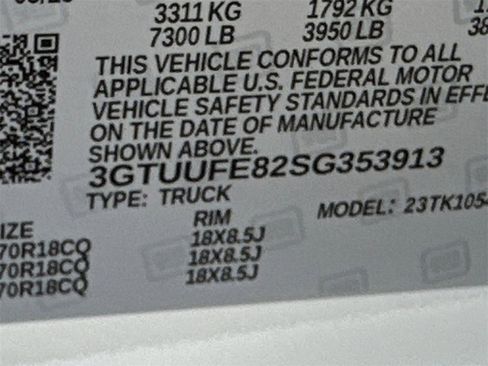 3311 KG 1792 KG
7300 LB 3950 LB
THIS VEHICLE CONFORMS TO ALL
APPLICABLE U.S. FEDERAL MOTOR
VEHICLE SAFETY STANDARDS IN EFFE
ON THE DATE OF MANUFACTURE
SHOWN ABOVE.
3GTUUFE82SG353913
TYPE: TRUCK
MODEL: 23TK1054
IZE RIM
70R18CQ 18X8.5J
70R18CQ 18X8.5J
70R18CQ 18X8.5J